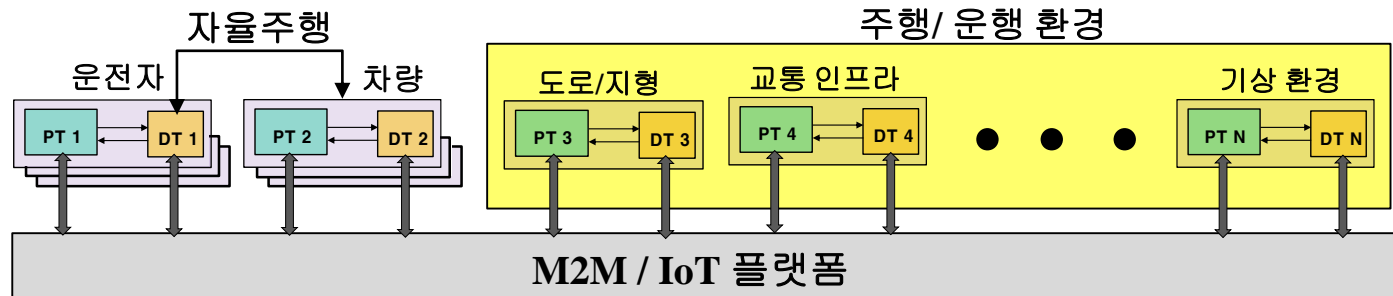 자율주행
주행/ 운행 환경
운전자
차량
도로/지형
교통 인프라
기상 환경
PT 1
DT 1
PT 2
DT 2
PT 3
DT 3
PT 4
DT 4
PT N
DT N
M2M / IoT 플랫폼